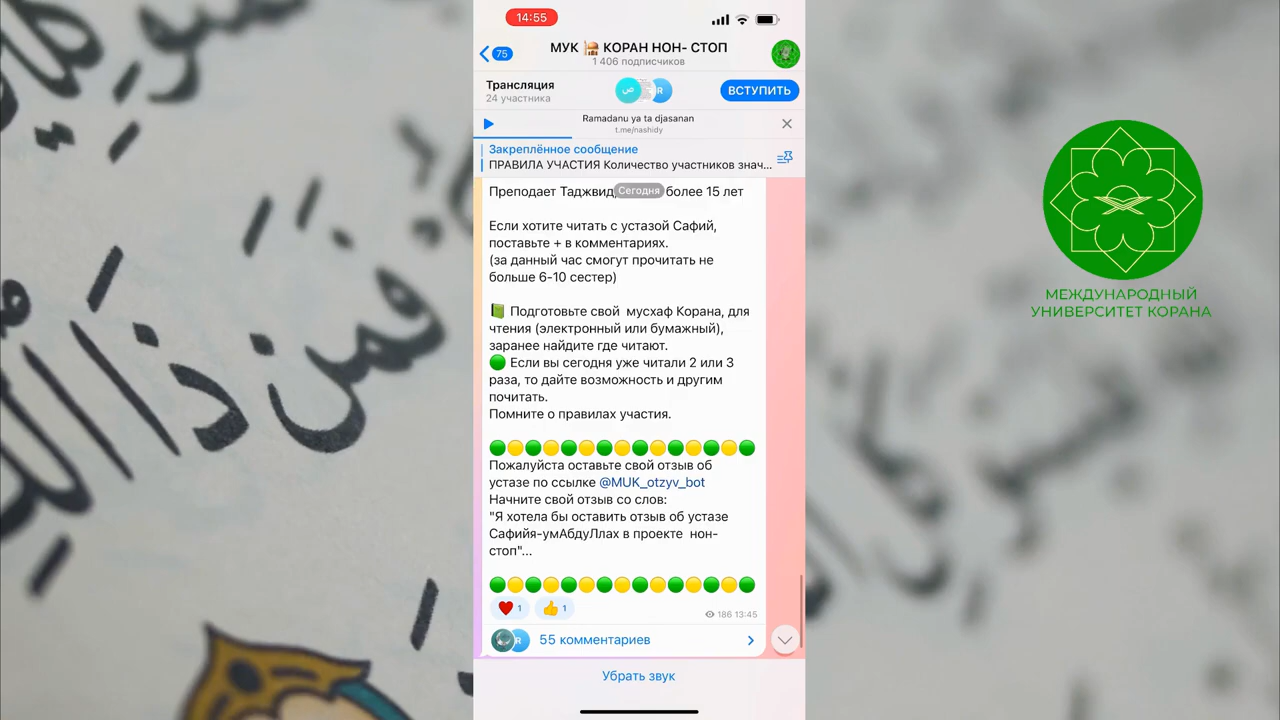 14:55
75
МУК 🕌 КОРАН НОН- СТОП
1 406 подписчиков
Трансляция
24 участника
ВСТУПИТЬ
Ramadanu ya ta djasanan
t.me/nashidy
Закреплённое сообщение
ПРАВИЛА УЧАСТИЯ Количество участников знач...
Преподает Таджвид
Сегодня
более 15 лет
Если хотите читать с устазой Сафий,
поставьте + в комментариях.
(за данный час смогут прочитать не
больше 6-10 сестер)
📗 Подготовьте свой мусхаф Корана, для
чтения (электронный или бумажный),
заранее найдите где читают.
🟢 Если вы сегодня уже читали 2 или 3
раза, то дайте возможность и другим
почитать.
Помните о правилах участия.
🟢🟡🟢🟡🟢🟡🟢🟡🟢🟡🟢🟡🟢🟡🟢
Пожалуйста оставьте свой отзыв об
устазе по ссылке @MUK_otzyv_bot
Начните свой отзыв со слов:
"Я хотела бы оставить отзыв об устазе
Сафийя-умАбдуЛлах в проекте нон-
стоп"...
🟢🟡🟢🟡🟢🟡🟢🟡🟢🟡🟢🟡🟢🟡🟢
❤️ 1 👍 1
186 13:45
55 комментариев
Убрать звук
МЕЖДУНАРОДНЫЙ
УНИВЕРСИТЕТ КОРАНА
فمن ذا